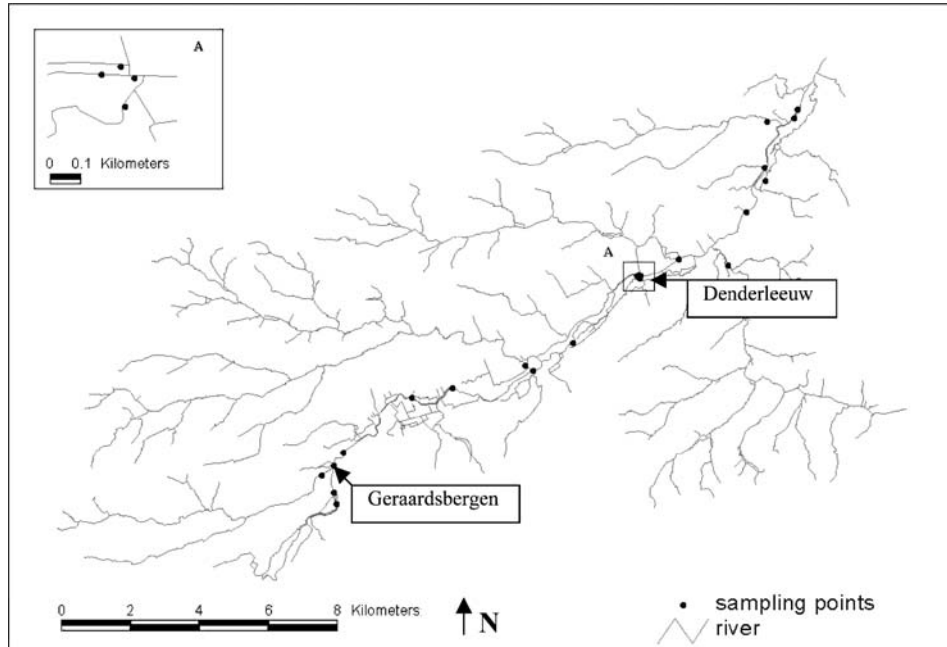 A
0 0.1 Kilometers
A
Denderleeuw
Geraardsbergen
0 2 4 6 8 Kilometers
N
sampling points
river